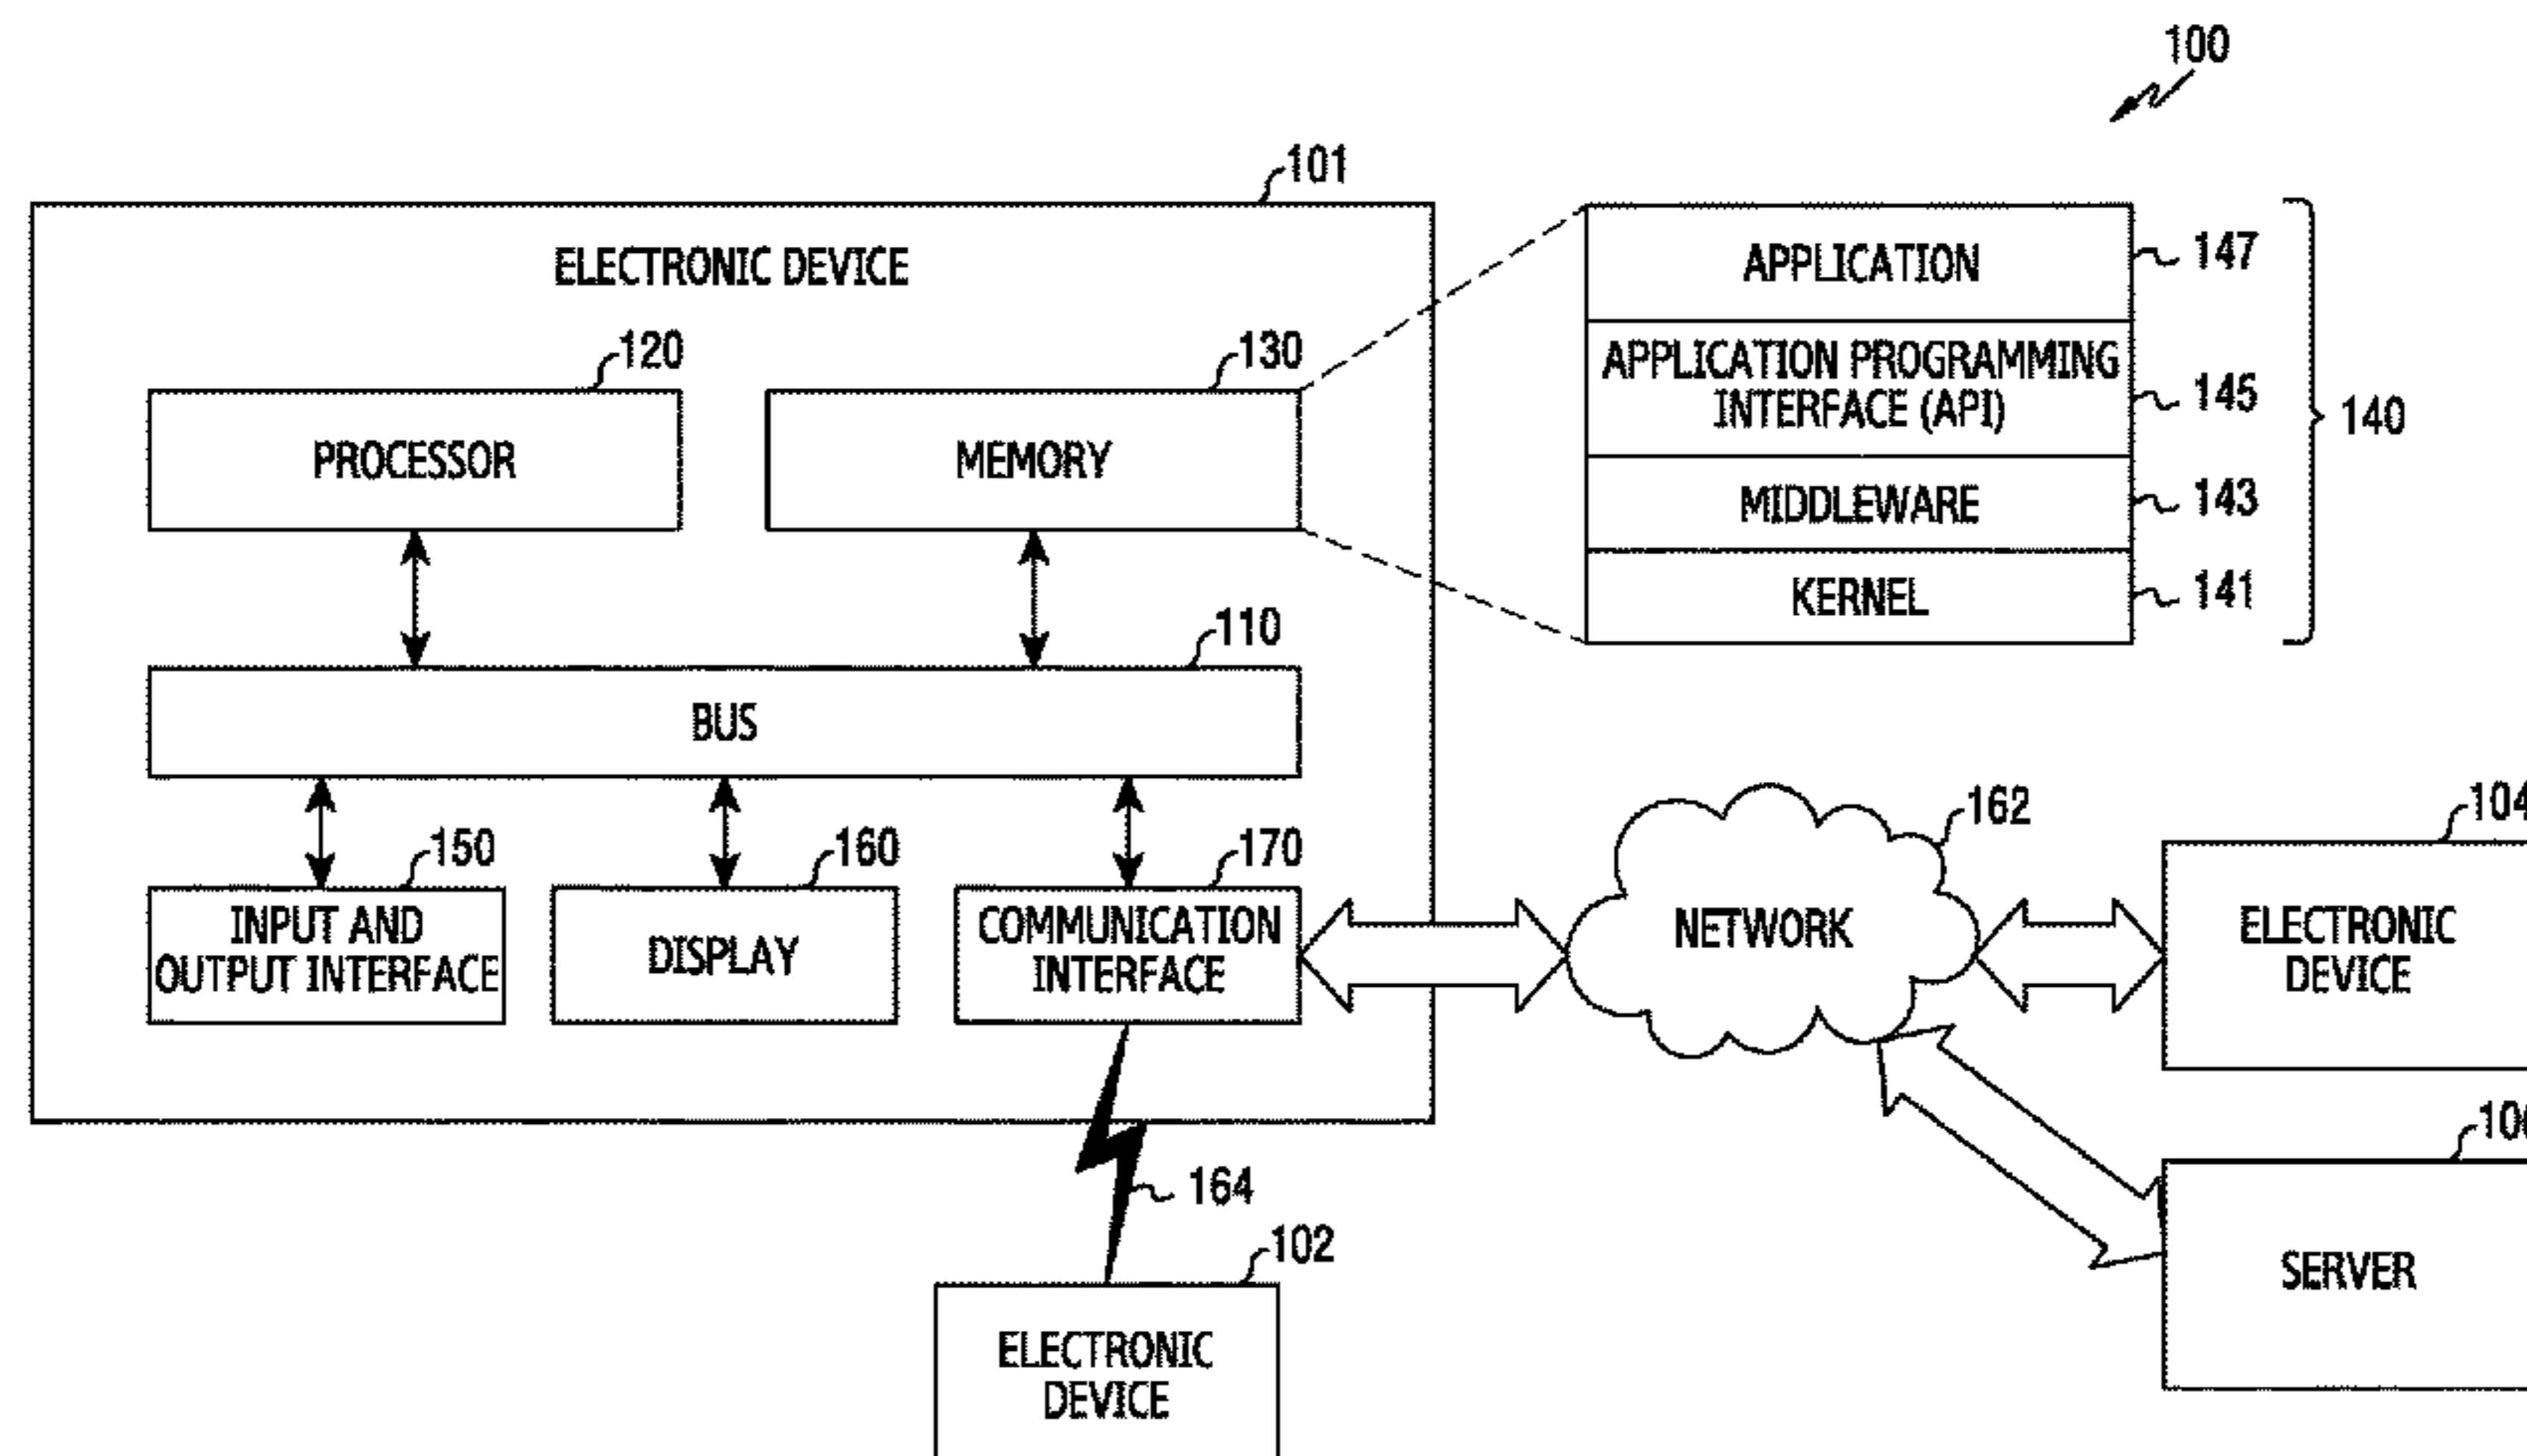 100
101
ELECTRONIC DEVICE
120
PROCESSOR
130
MEMORY
110
BUS
150
INPUT AND
OUTPUT INTERFACE
160
DISPLAY
170
COMMUNICATION
INTERFACE
APPLICATION
147
APPLICATION PROGRAMMING
INTERFACE (API)
145
MIDDLEWARE
143
KERNEL
141
140
162
NETWORK
104
ELECTRONIC
DEVICE
SERVER
164
102
ELECTRONIC
DEVICE